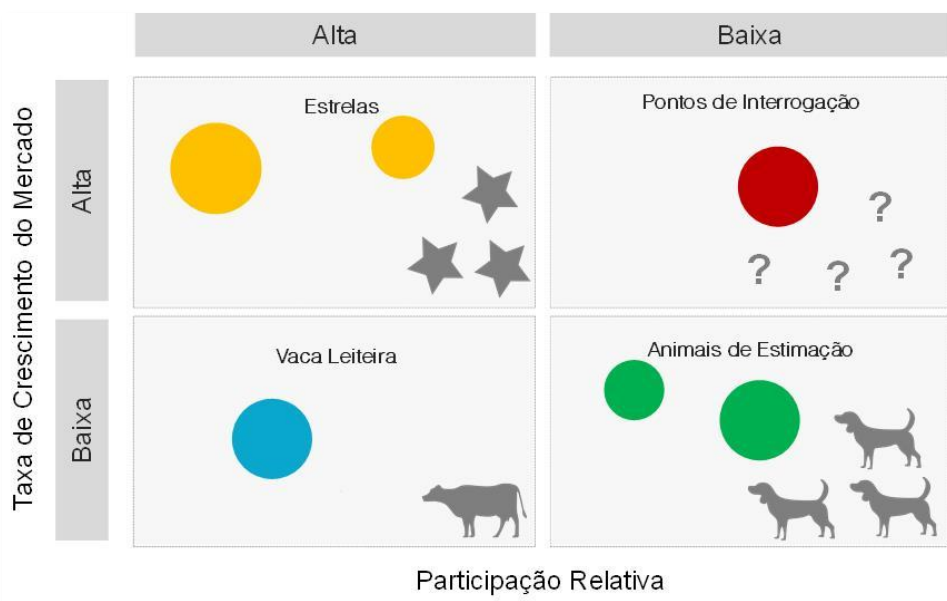 Alta
Baixa
Taxa de Crescimento do Mercado
Alta
Estrelas
Pontos de Interrogação
? ? ? ?
Baixa
Vaca Leiteira
Animais de Estimação
Participação Relativa